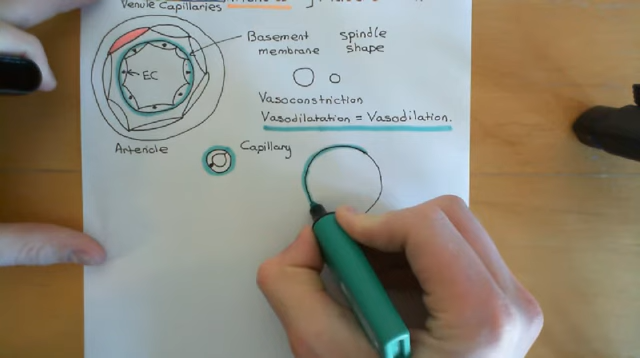 Venule Capillaries
Basement
membrane
spindle
shape
EC
Vasoconstriction
Vasodilatation = Vasodilation.
Arteriole
Capillary